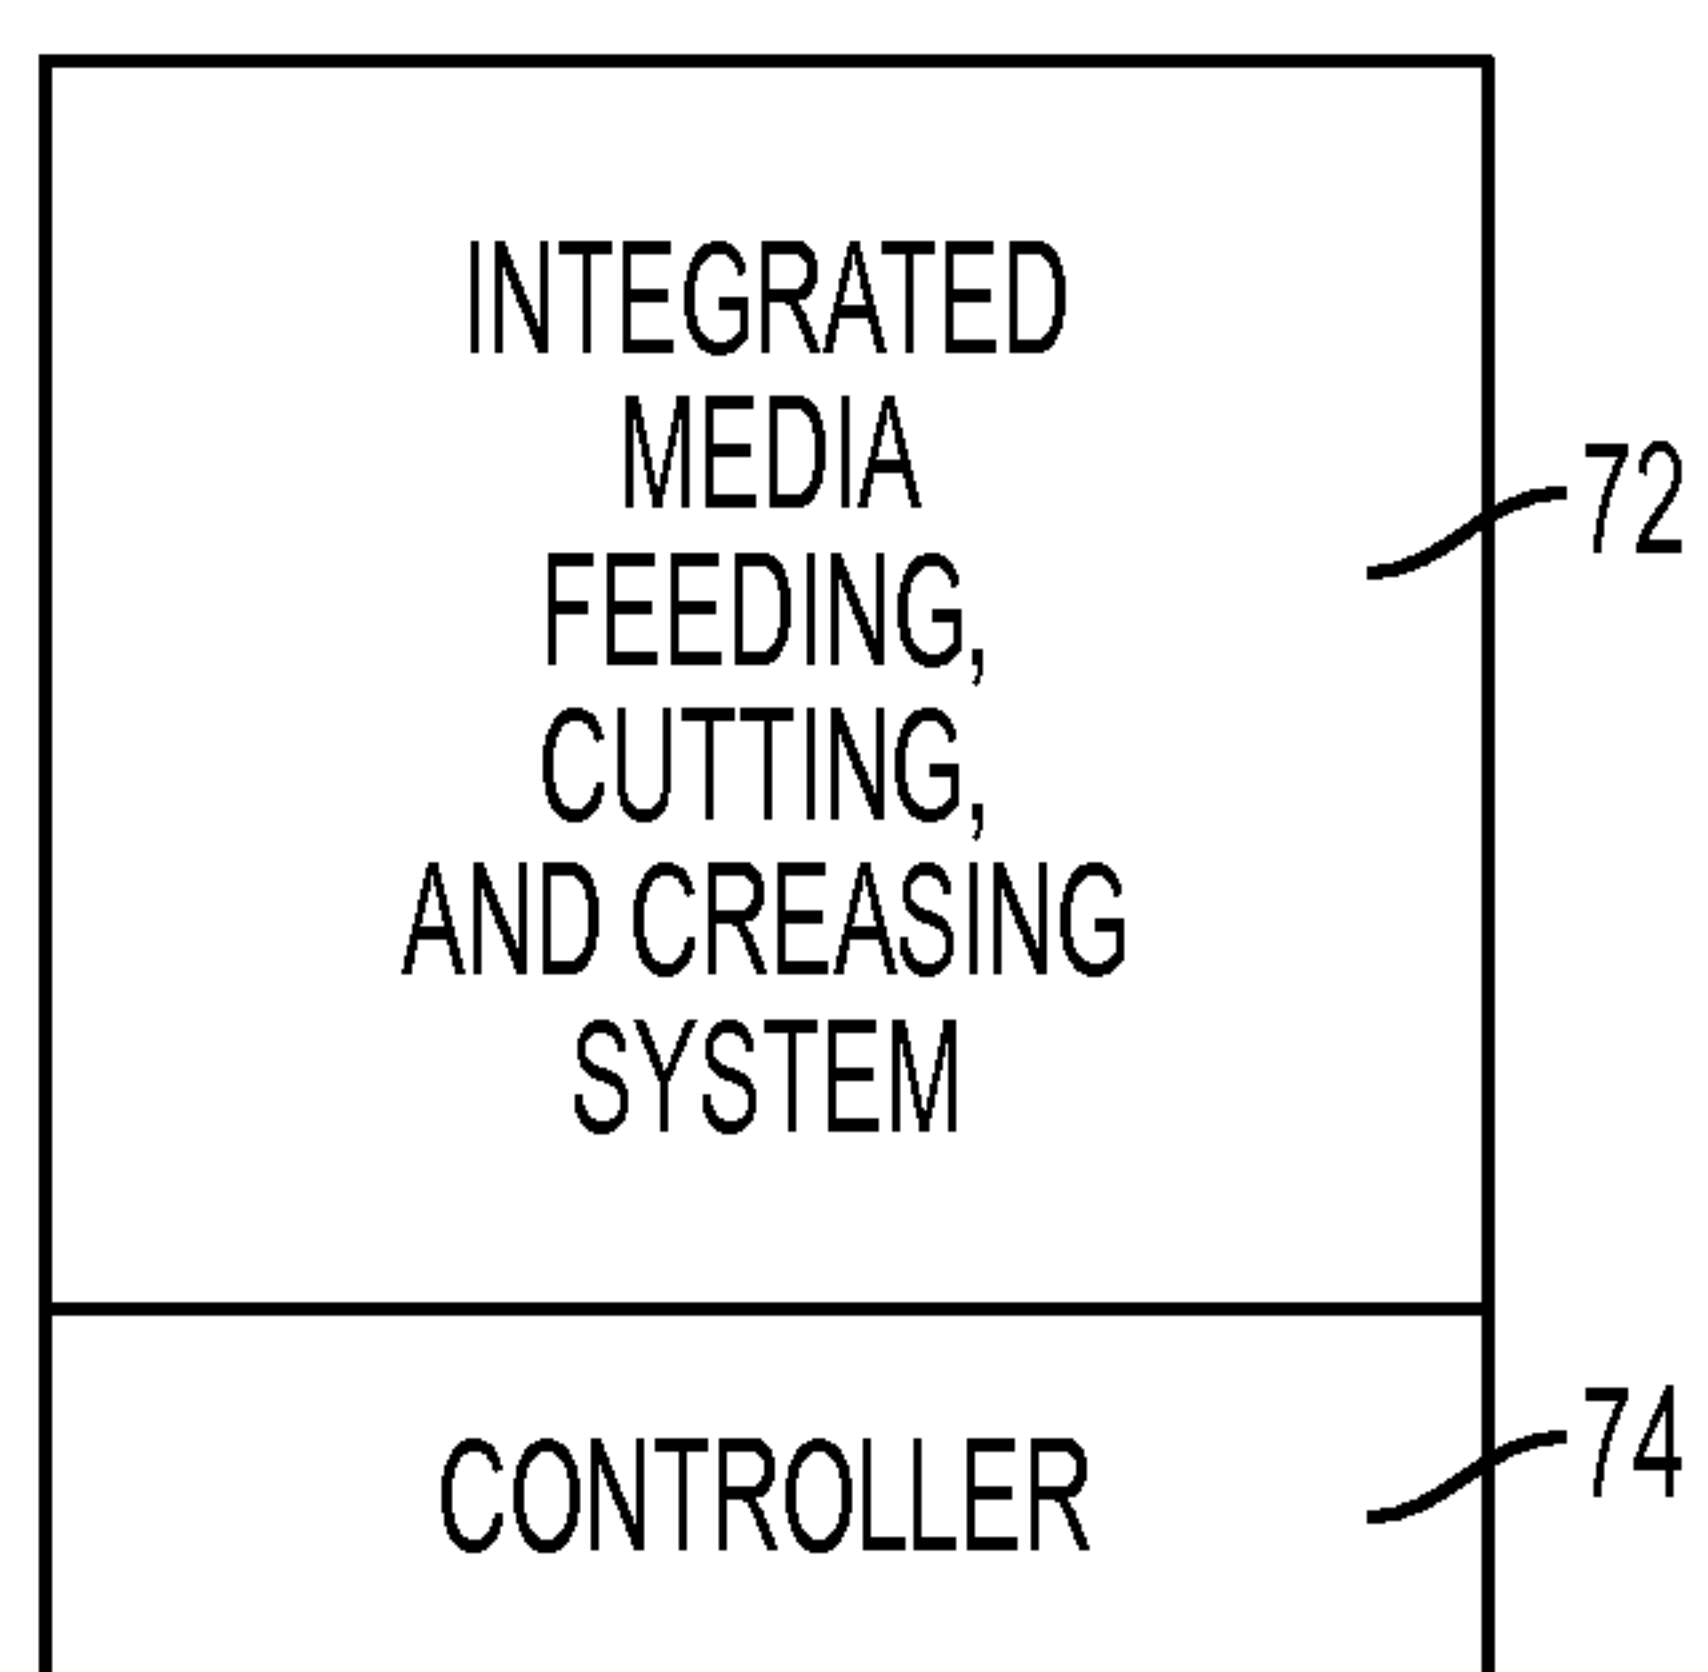 INTEGRATED
MEDIA
FEEDING,
CUTTING,
AND CREASING
SYSTEM
72
CONTROLLER
74